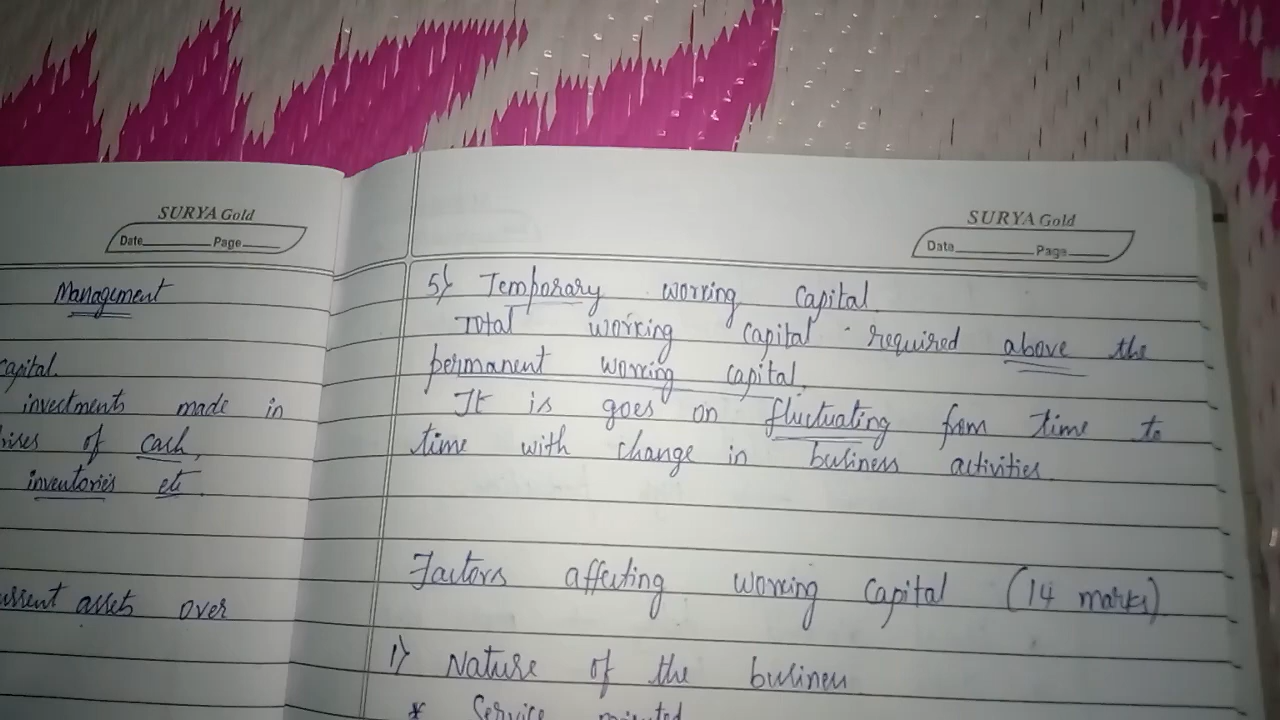 SURYA Gold
Date Page
Management
capital.
investments made in
of cash,
inventories etc.
assets over
SURYA Gold
Date Page
5) Temporary working capital
Total working capital required above the
permanent working capital.
It is goes on fluctuating from time to
time with change in business activities
Factors affecting working capital (14 marks)
1) Nature of the business
* Service